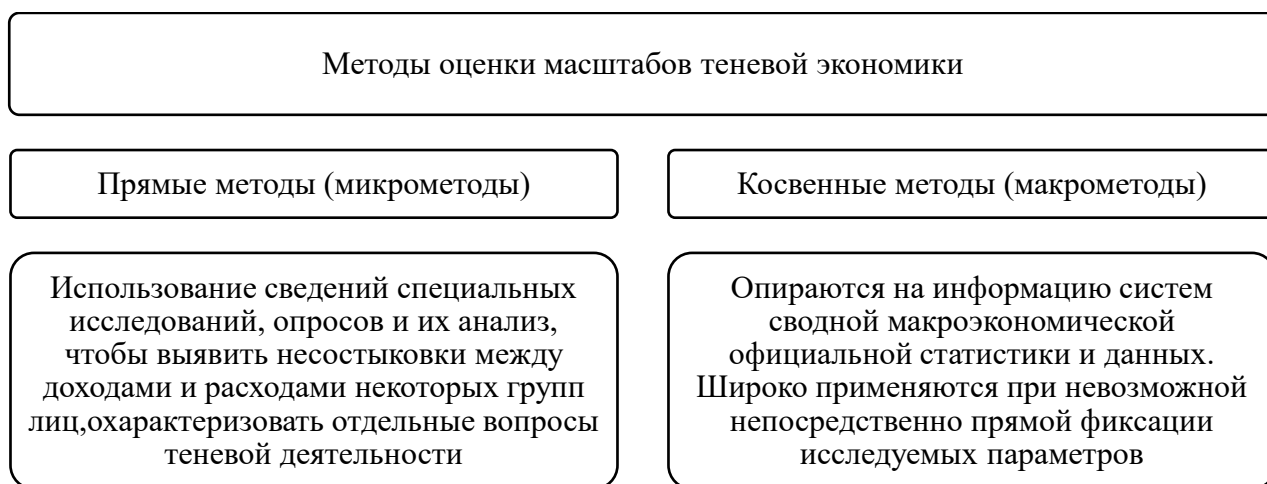 Методы оценки масштабов теневой экономики
Прямые методы (микрометоды)
Косвенные методы (макрометоды)
Использование сведений специальных
исследований, опросов и их анализ,
чтобы выявить несостыковки между
доходами и расходами некоторых групп
лиц,охарактеризовать отдельные вопросы
теневой деятельности
Опираются на информацию систем
сводной макроэкономической
официальной статистики и данных.
Широко применяются при невозможной
непосредственно прямой фиксации
исследуемых параметров